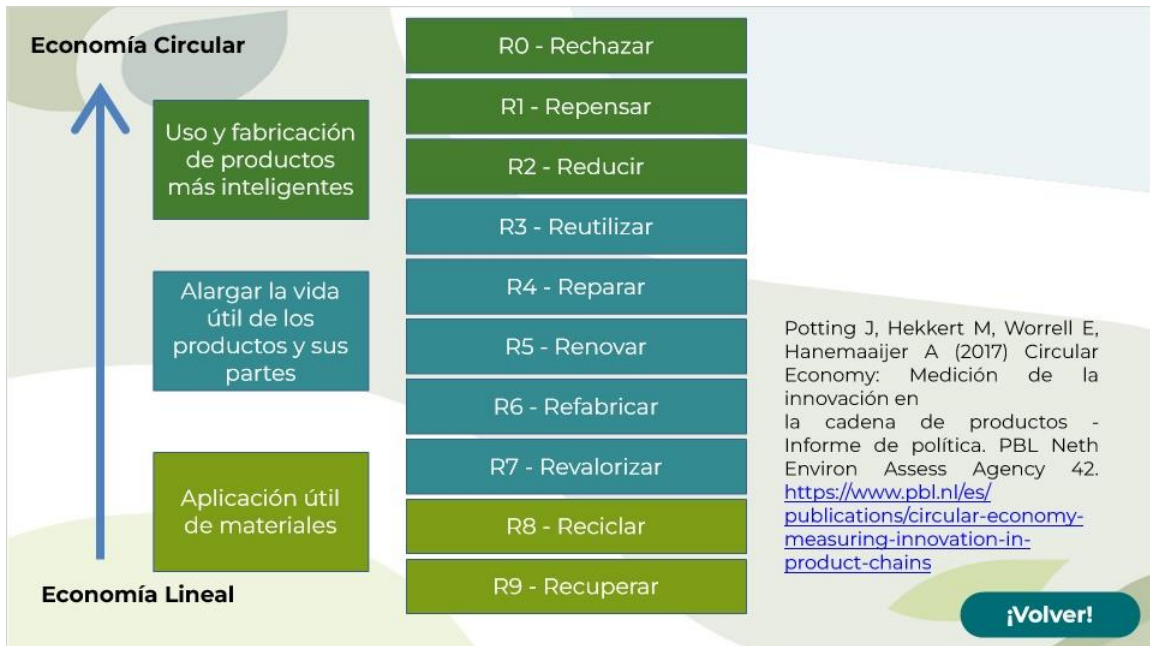 Economía Circular
Uso y fabricación
de productos
más inteligentes
Alargar la vida
útil de los
productos y sus
partes
Aplicación útil
de materiales
Economía Lineal
R0 - Rechazar
R1 - Repensar
R2 - Reducir
R3 - Reutilizar
R4 - Reparar
R5 - Renovar
R6 - Refabricar
R7 - Revalorizar
R8 - Reciclar
R9 - Recuperar
Potting J, Hekkert M, Worrell E,
Hanemaaijer A (2017) Circular
Economy: Medición de la
innovación en
la cadena de productos -
Informe de política. PBL Neth
Environ Assess Agency 42.
https://www.pbl.nl/es/
publications/circular-economy-
measuring-innovation-in-
product-chains
¡Volver!